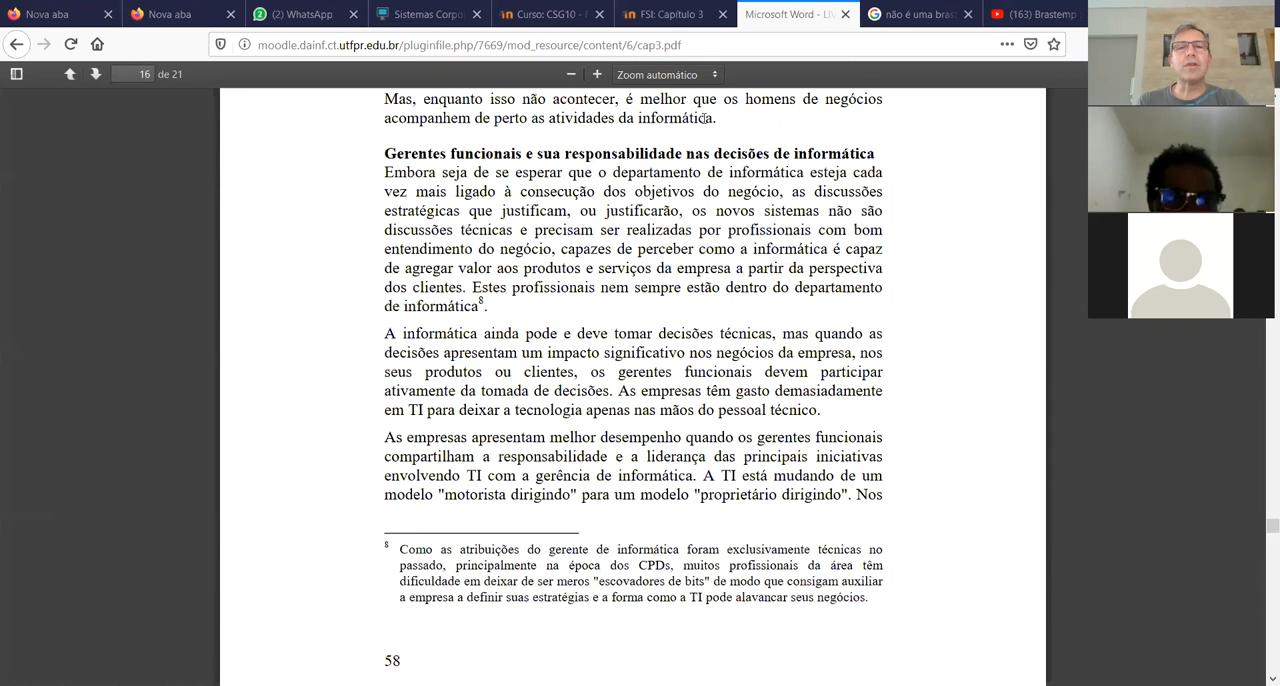 Nova aba
Nova aba
(2) WhatsApp
Sistemas Corpo
Curso: CSG10 -
FSI: Capítulo 3
Microsoft Word - LIV
não é uma bras
(163) Brastemp
moodle.dainf.ct.utfpr.edu.br/pluginfile.php/7669/mod_resource/content/6/cap3.pdf
16 de 21
Zoom automático
Mas, enquanto isso não acontecer, é melhor que os homens de negócios
acompanhem de perto as atividades da informática.
Gerentes funcionais e sua responsabilidade nas decisões de informática
Embora seja de se esperar que o departamento de informática esteja cada
vez mais ligado à consecução dos objetivos do negócio, as discussões
estratégicas que justificam, ou justificarão, os novos sistemas não são
discussões técnicas e precisam ser realizadas por profissionais com bom
entendimento do negócio, capazes de perceber como a informática é capaz
de agregar valor aos produtos e serviços da empresa a partir da perspectiva
dos clientes. Estes profissionais nem sempre estão dentro do departamento
de informática8.
A informática ainda pode e deve tomar decisões técnicas, mas quando as
decisões apresentam um impacto significativo nos negócios da empresa, nos
seus produtos ou clientes, os gerentes funcionais devem participar
ativamente da tomada de decisões. As empresas têm gasto demasiadamente
em TI para deixar a tecnologia apenas nas mãos do pessoal técnico.
As empresas apresentam melhor desempenho quando os gerentes funcionais
compartilham a responsabilidade e a liderança das principais iniciativas
envolvendo TI com a gerência de informática. A TI está mudando de um
modelo "motorista dirigindo" para um modelo "proprietário dirigindo". Nos
8 Como as atribuições do gerente de informática foram exclusivamente técnicas no
passado, principalmente na época dos CPDs, muitos profissionais da área têm
dificuldade em deixar de ser meros "escovadores de bits" de modo que consigam auxiliar
a empresa a definir suas estratégias e a forma como a TI pode alavancar seus negócios.
58